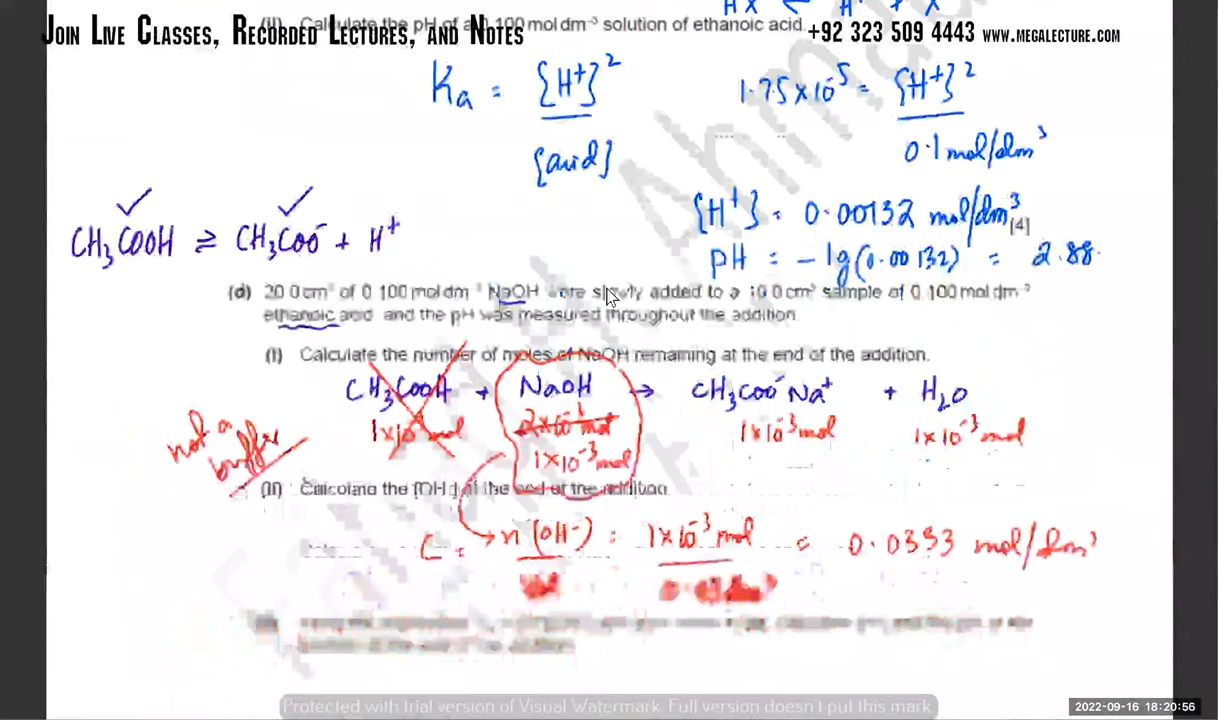 (ii) Calculate the pH of a 0.100 mol dm⁻³ solution of ethanoic acid.
JOIN LIVE CLASSES, RECORDED LECTURES, AND NOTES +92 323 509 4443 WWW.MEGALECTURE.COM
Ka = {H⁺}² 1.75×10⁻⁵ = {H⁺}²
{acid] 0.1 mol/dm³
{H⁺} = 0.00132 mol/dm³
[4]
CH₃COOH ⇌ CH₃COO⁻ + H⁺
pH = - lg(0.00132) = 2.88.
(d) 20.0 cm³ of 0.100 mol dm⁻³ NaOH were slowly added to a 10.0 cm³ sample of 0.100 mol dm⁻³
ethanoic acid and the pH was measured throughout the addition.
(i) Calculate the number of moles of NaOH remaining at the end of the addition.
CH₃COOH + NaOH → CH₃COO⁻Na⁺ + H₂O
1×10⁻³ mol 2×10⁻³ mol 1×10⁻³ mol 1×10⁻³ mol
1×10⁻³ mol
not a
buffer
(ii) Calculate the [OH⁻] at the end of the addition.
C = n(OH⁻) = 1×10⁻³ mol = 0.0333 mol/dm³
Protected with trial version of Visual Watermark. Full version doesn't put this mark.
2022-09-16 18:20:56